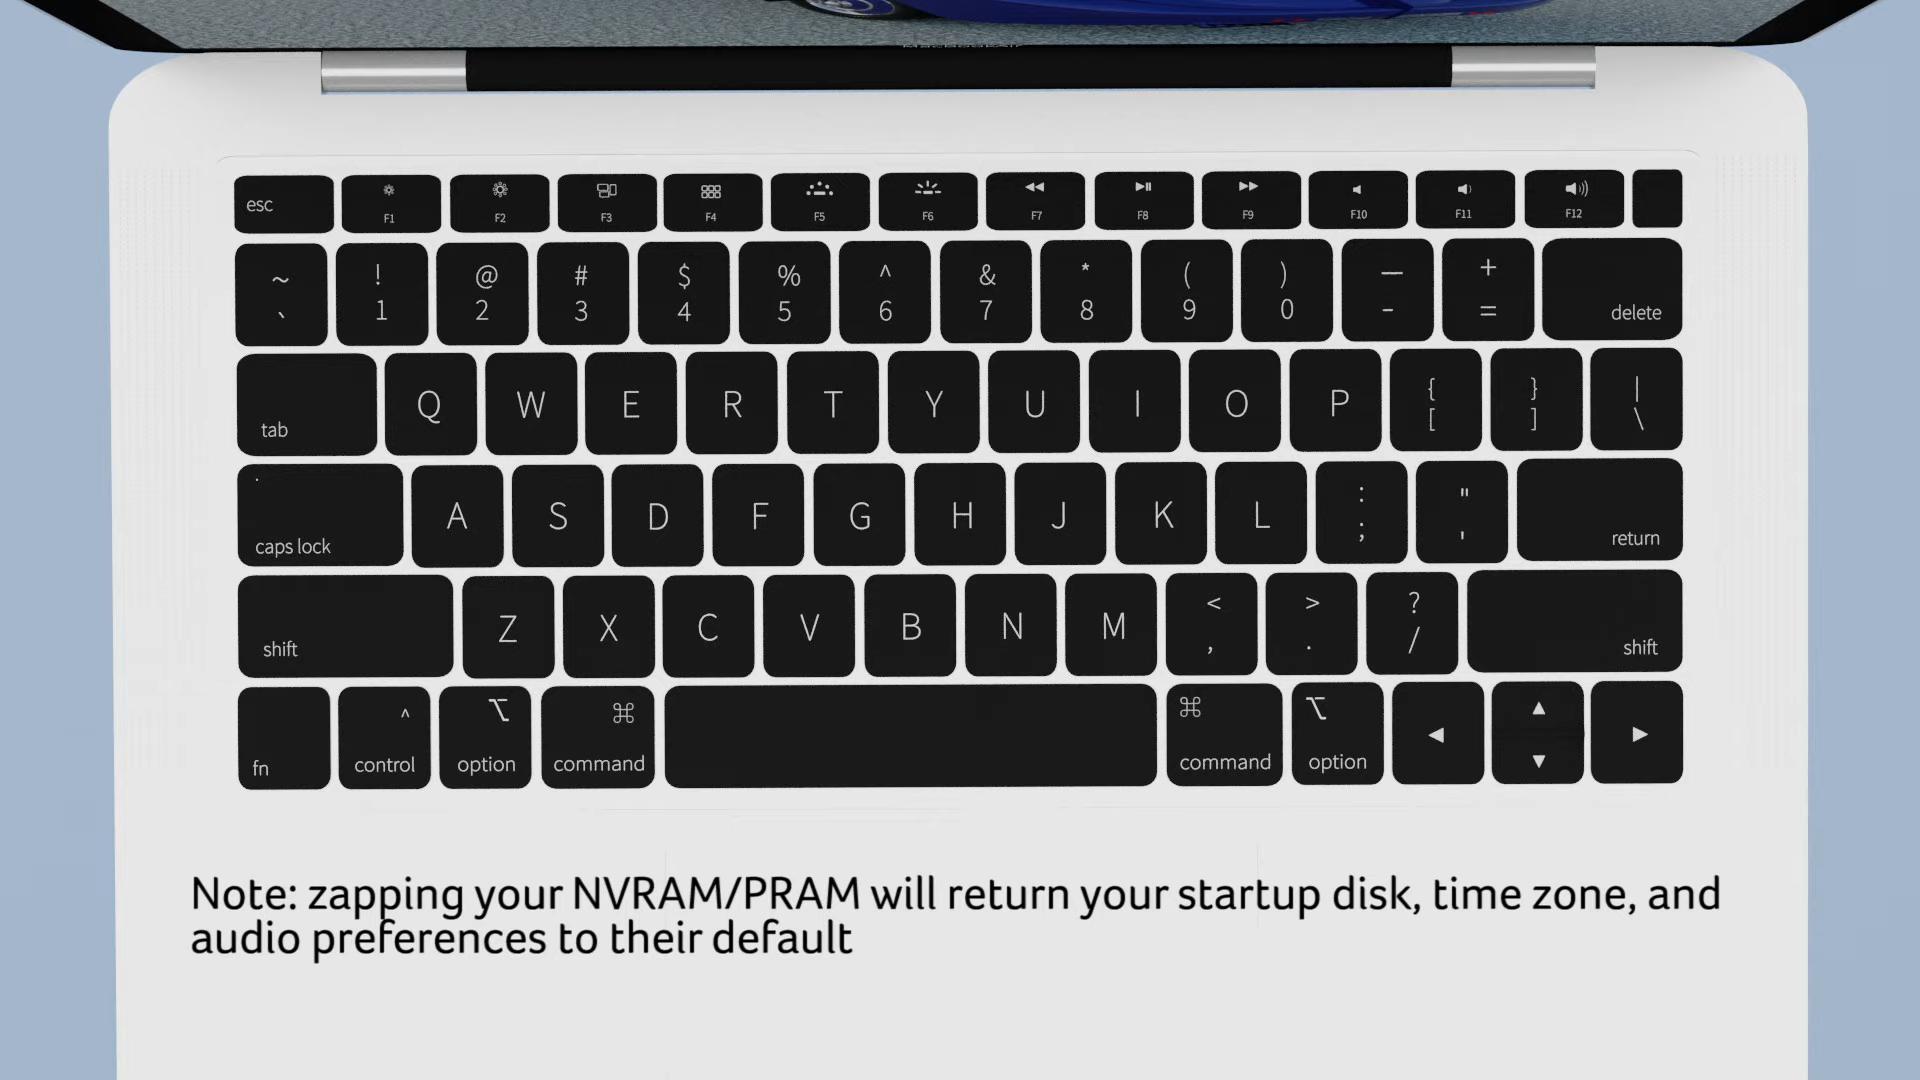 esc F1 F2 F3 F4 F5 F6 F7 F8 F9 F10 F11 F12
~ ! @ # $ % ^ & * ( ) — +
` 1 2 3 4 5 6 7 8 9 0 - = delete
tab Q W E R T Y U I O P { [ } ] | \
caps lock A S D F G H J K L : ; " ' return
shift Z X C V B N M < , > . ? / shift
fn ^ control ⌥ option ⌘ command ⌘ command ⌥ option ◀ ▲ ▼ ▶
Note: zapping your NVRAM/PRAM will return your startup disk, time zone, and
audio preferences to their default